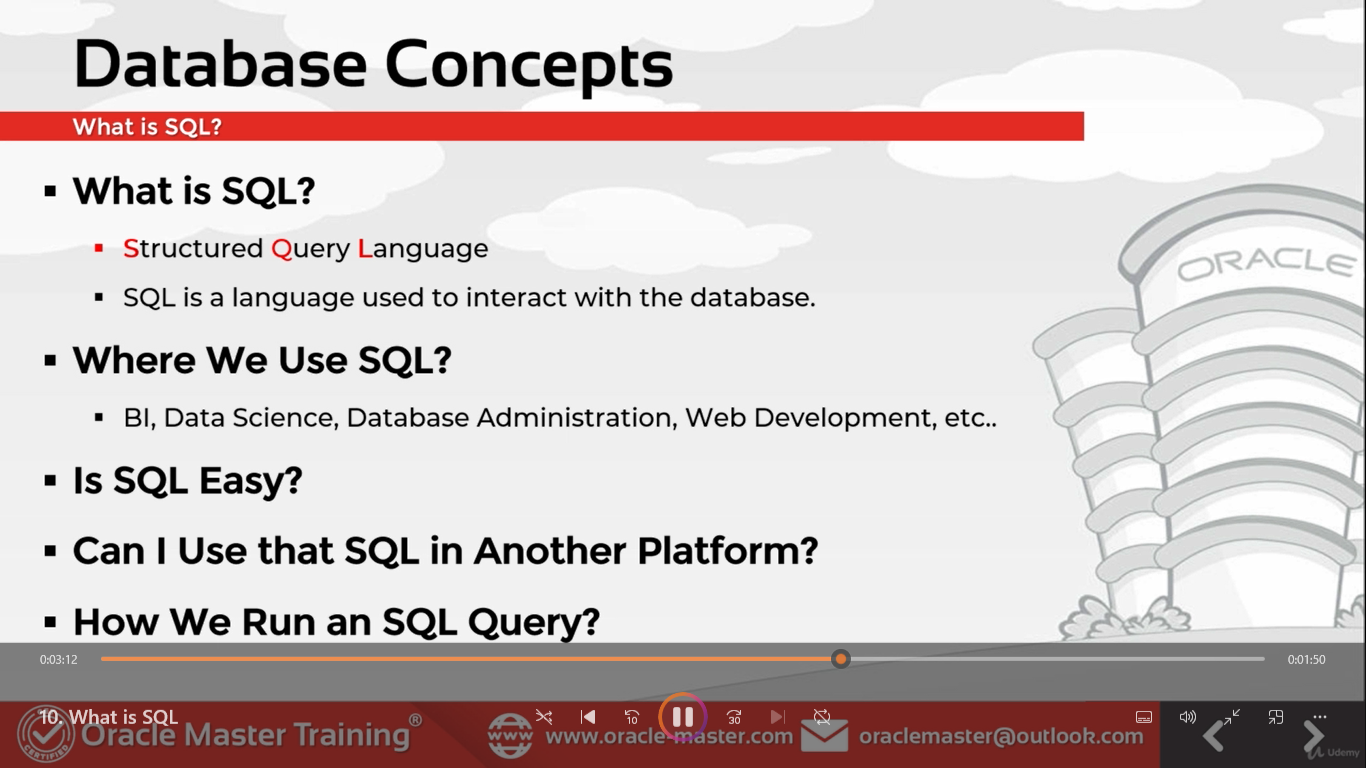 Database Concepts
What is SQL?
▪ What is SQL?
▪ Structured Query Language
▪ SQL is a language used to interact with the database.
▪ Where We Use SQL?
▪ BI, Data Science, Database Administration, Web Development, etc..
▪ Is SQL Easy?
▪ Can I Use that SQL in Another Platform?
▪ How We Run an SQL Query?
ORACLE
0:03:12
0:01:50
10. What is SQL
10
30
CERTIFIED
Oracle Master Training®
www.oracle-master.com
oraclemaster@outlook.com
Udemy